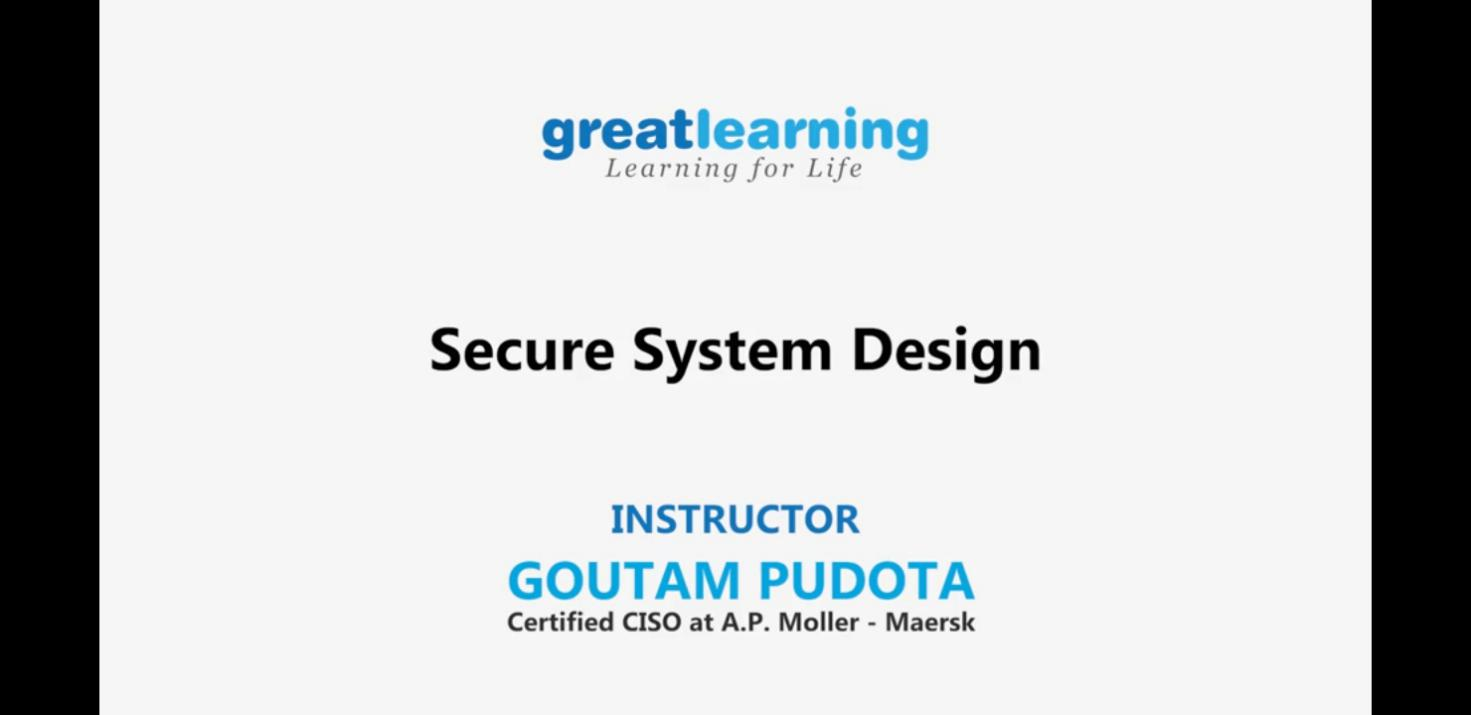 greatlearning
Learning for Life
Secure System Design
INSTRUCTOR
GOUTAM PUDOTA
Certified CISO at A.P. Moller - Maersk